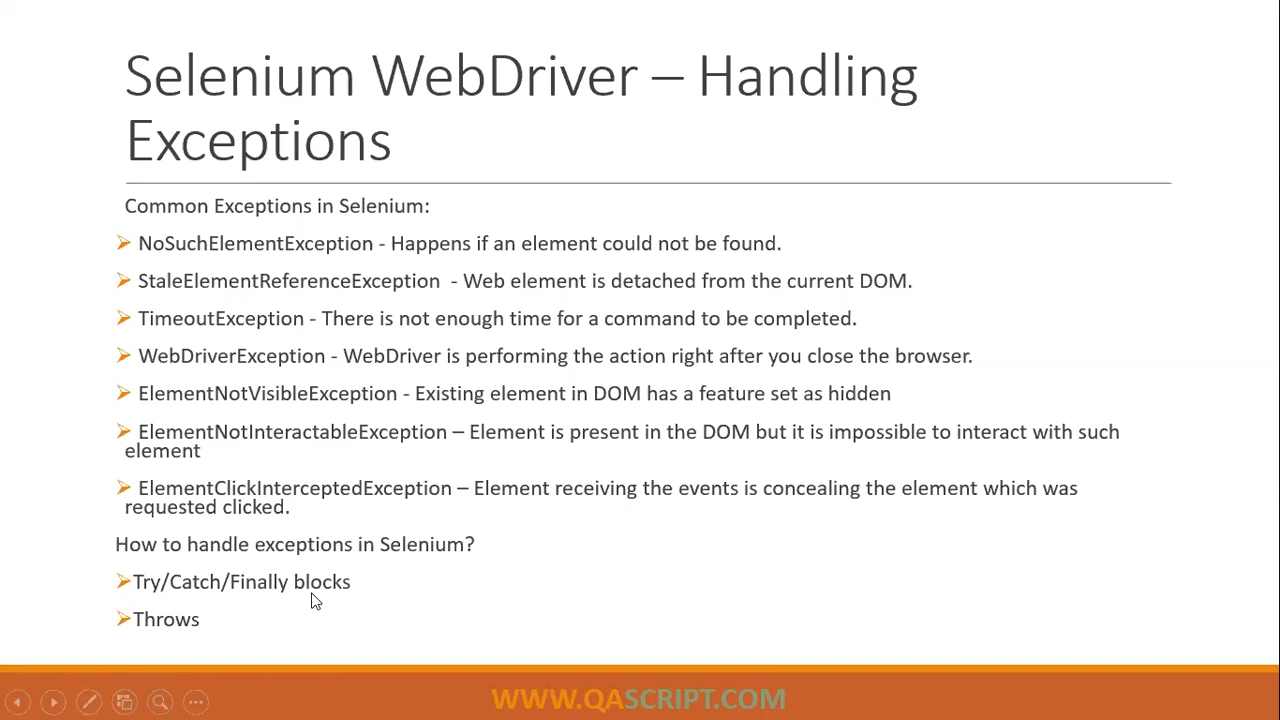 Selenium WebDriver – Handling
Exceptions
Common Exceptions in Selenium:
NoSuchElementException - Happens if an element could not be found.
StaleElementReferenceException  - Web element is detached from the current DOM.
TimeoutException - There is not enough time for a command to be completed.
WebDriverException - WebDriver is performing the action right after you close the browser.
ElementNotVisibleException - Existing element in DOM has a feature set as hidden
ElementNotInteractableException – Element is present in the DOM but it is impossible to interact with such
element
ElementClickInterceptedException – Element receiving the events is concealing the element which was
requested clicked.
How to handle exceptions in Selenium?
Try/Catch/Finally blocks
Throws
WWW.QASCRIPT.COM